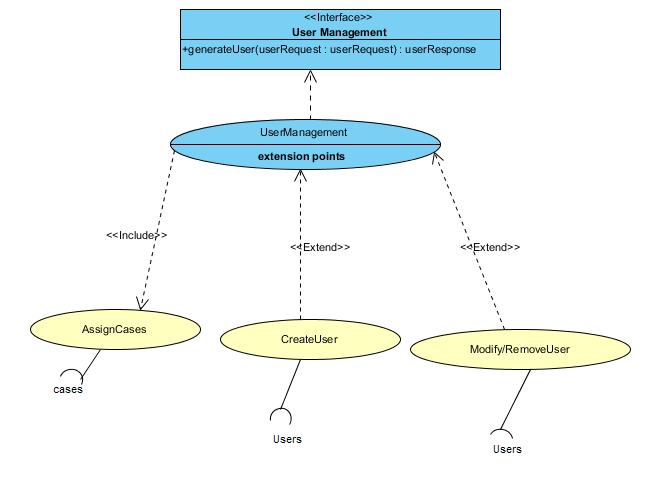 <<Interface>>
User Management
+generateUser(userRequest : userRequest) : userResponse
UserManagement
extension points
<<Include>>
<<Extend>>
<<Extend>>
AssignCases
CreateUser
Modify/RemoveUser
cases
Users
Users